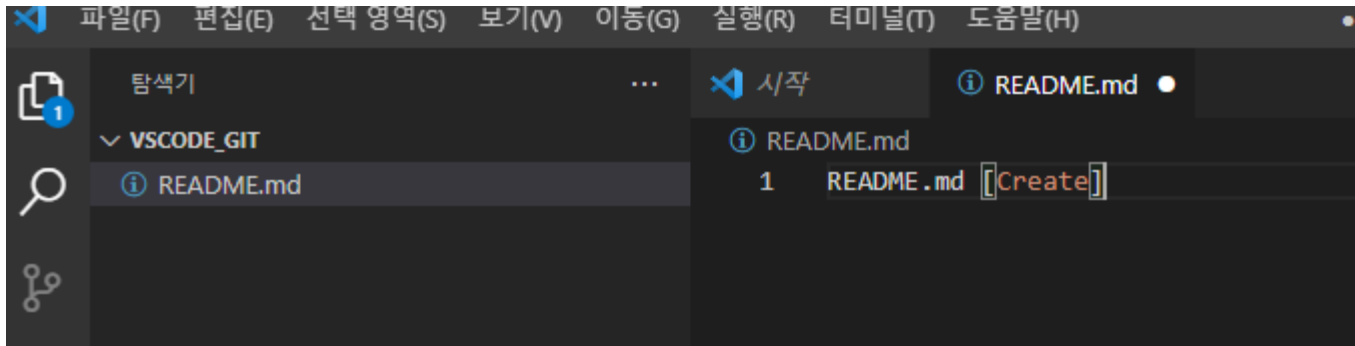 파일(F) 편집(E) 선택 영역(S) 보기(V) 이동(G) 실행(R) 터미널(T) 도움말(H)
탐색기 ...
시작 README.md
1
VSCODE_GIT
README.md
README.md
1 README.md [Create]